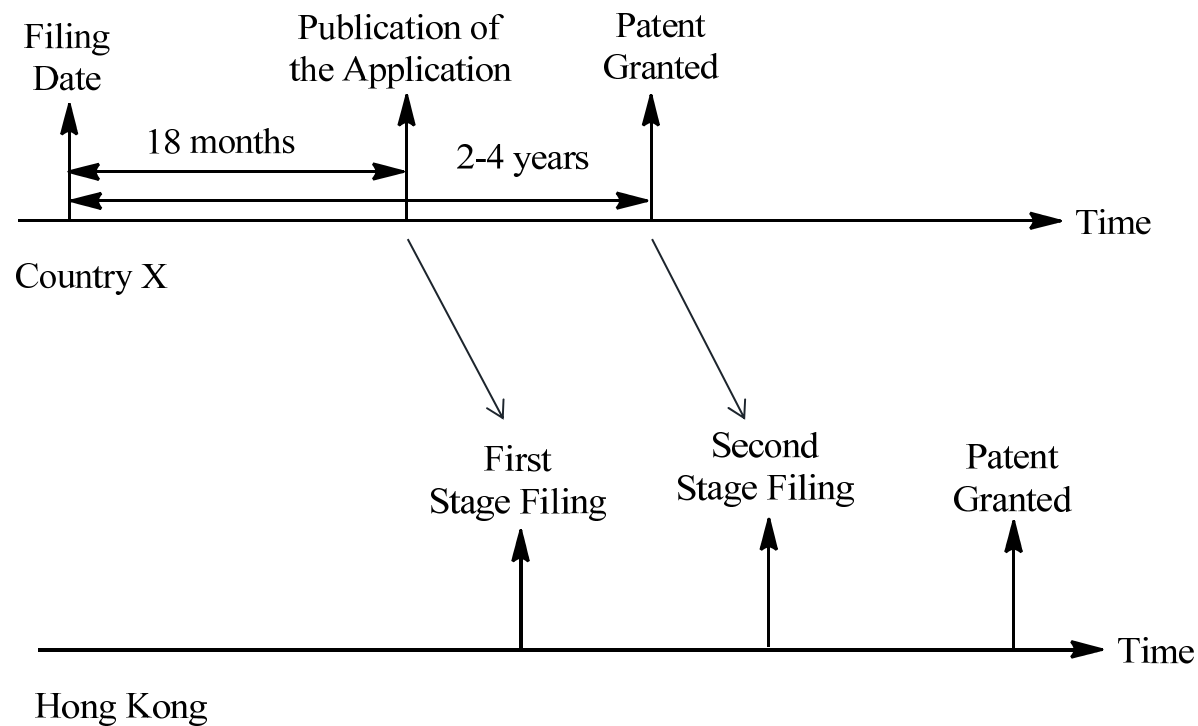 Filing
Date
Publication of
the Application
Patent
Granted
18 months
2-4 years
Time
Country X
First
Stage Filing
Second
Stage Filing
Patent
Granted
Time
Hong Kong